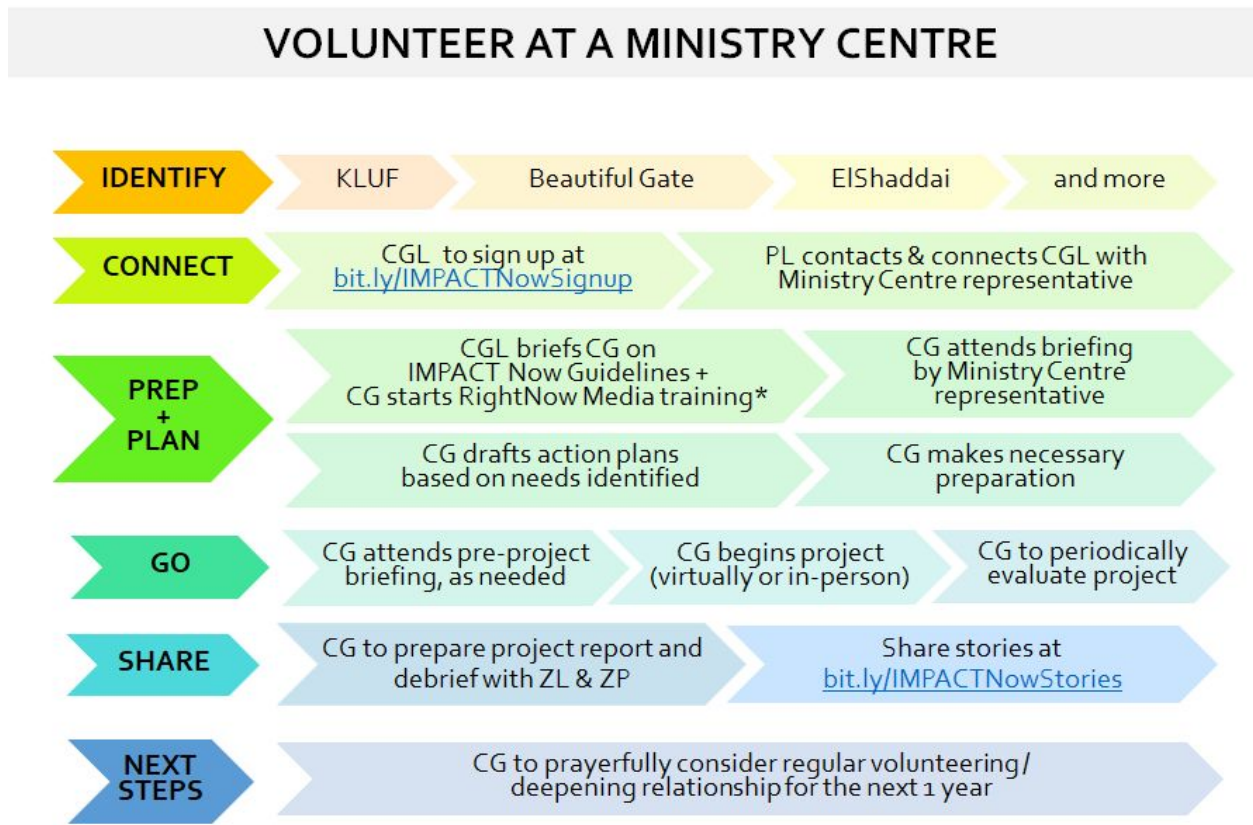 VOLUNTEER AT A MINISTRY CENTRE
IDENTIFY
KLUF
Beautiful Gate
ElShaddai
and more
CONNECT
CGL to sign up at
bit.ly/IMPACTNowSignup
PL contacts & connects CGL with
Ministry Centre representative
PREP
+
PLAN
CGL briefs CG on
IMPACT Now Guidelines +
CG starts RightNow Media training*
CG attends briefing
by Ministry Centre
representative
CG drafts action plans
based on needs identified
CG makes necessary
preparation
GO
CG attends pre-project
briefing, as needed
CG begins project
(virtually or in-person)
CG to periodically
evaluate project
SHARE
CG to prepare project report and
debrief with ZL & ZP
Share stories at
bit.ly/IMPACTNowStories
NEXT
STEPS
CG to prayerfully consider regular volunteering/
deepening relationship for the next 1 year